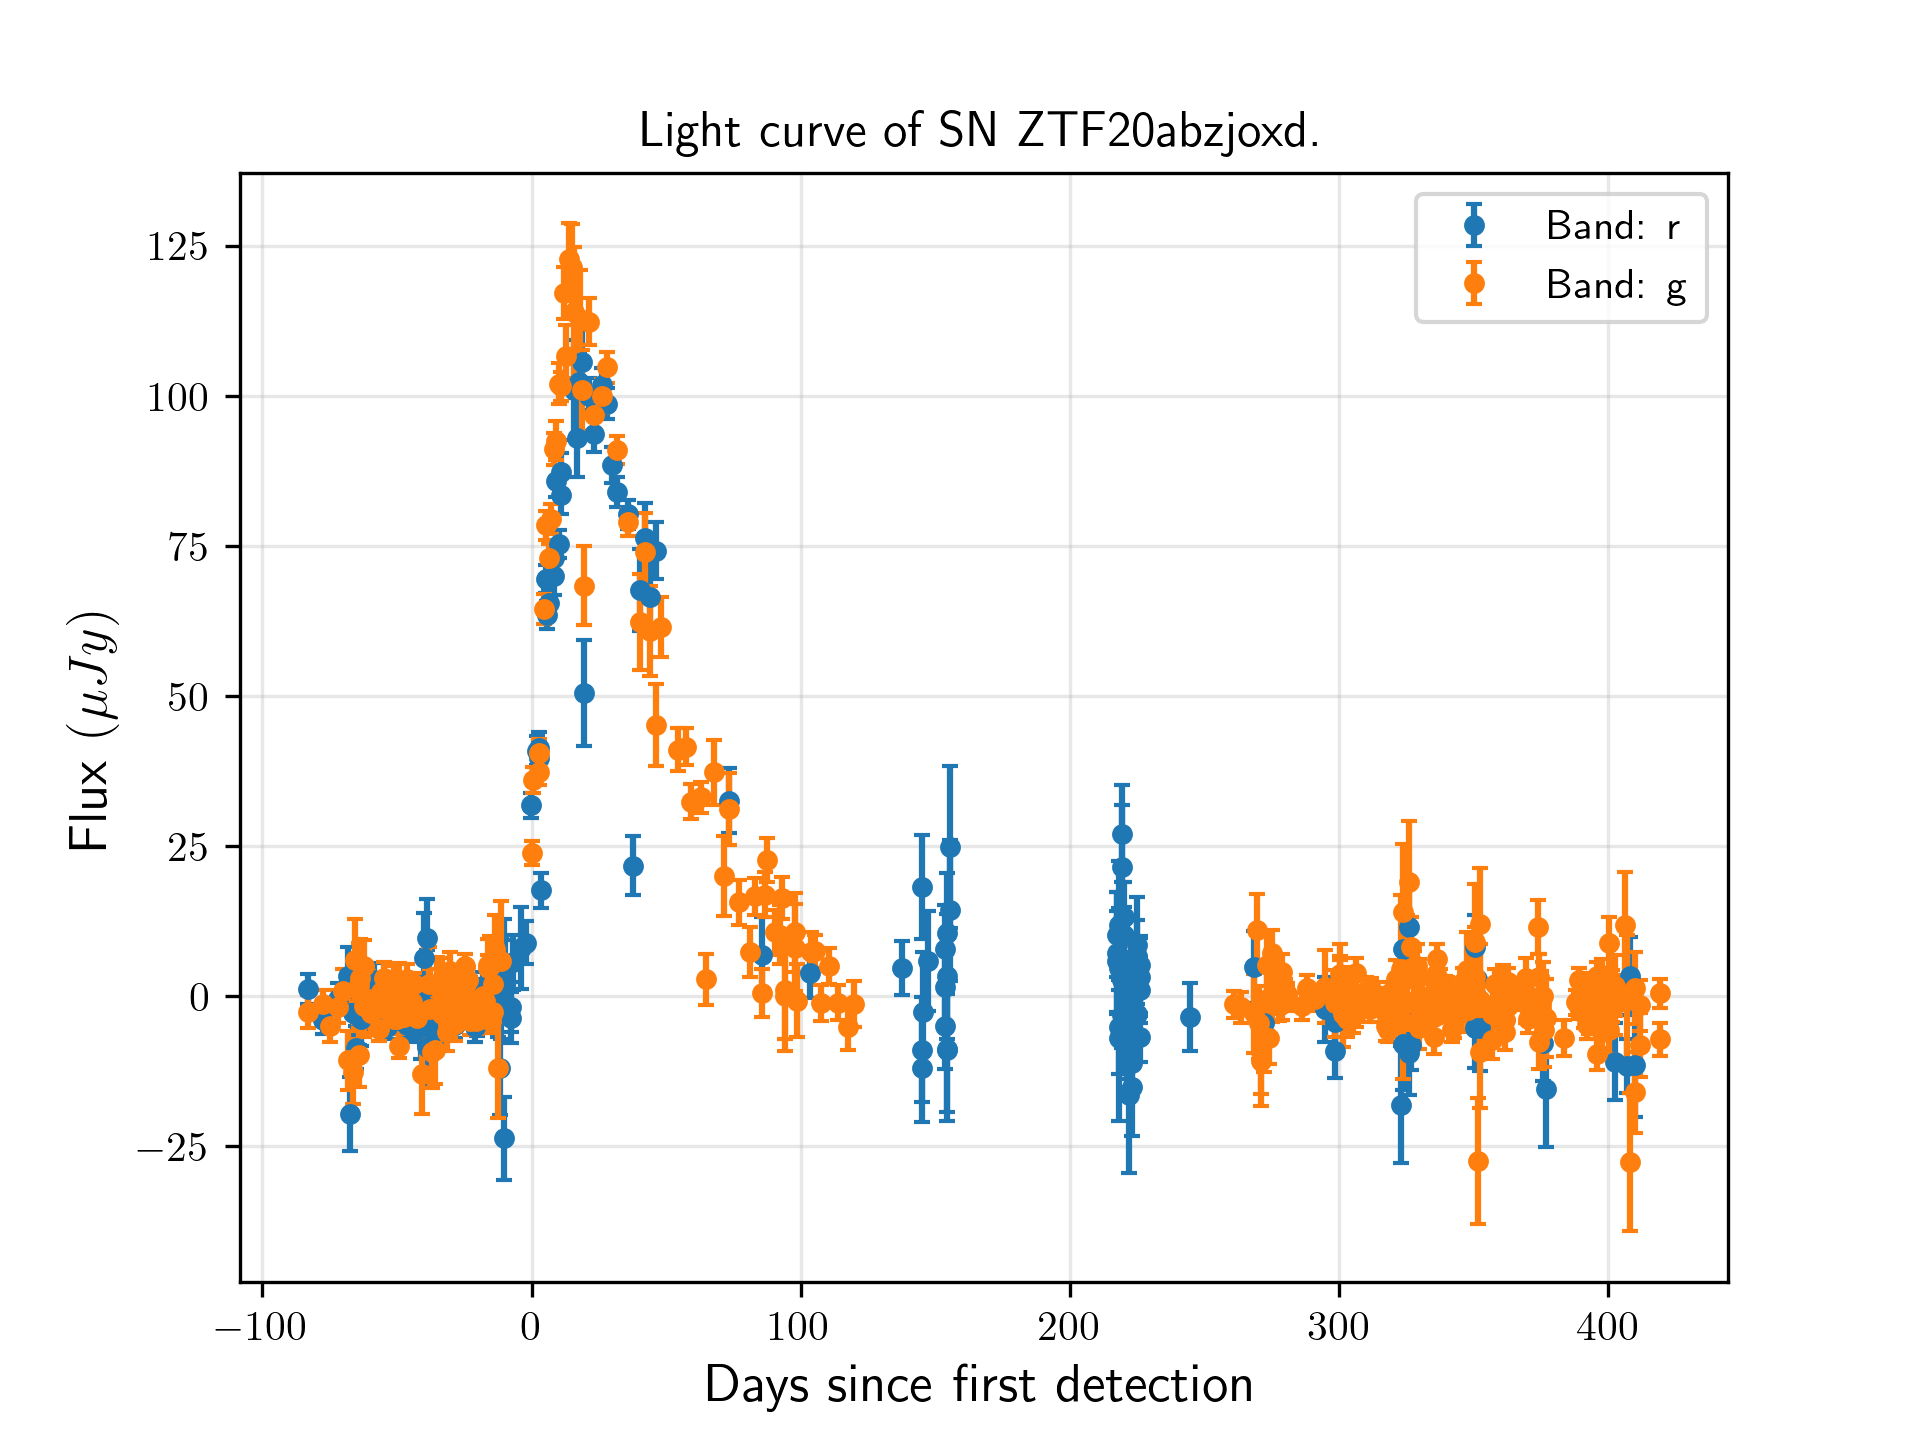 Light curve of SN ZTF20abzjoxd.
Band: r
Band: g
125
100
75
50
25
0
−25
Flux (μJy)
−100 0 100 200 300 400
Days since first detection